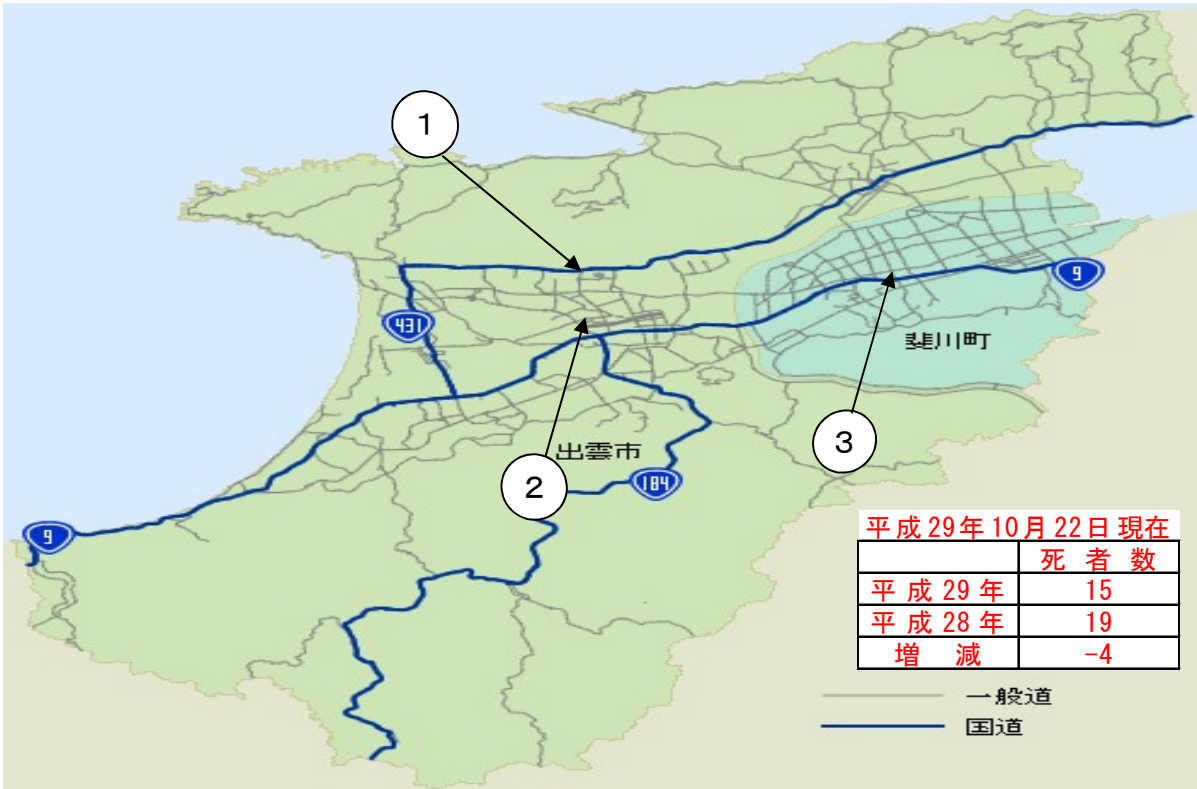 1
431
9
斐川町
3
出雲市
2
184
9
平成29年10月22日現在
死者数
平成29年 15
平成28年 19
増減 -4
一般道
国道